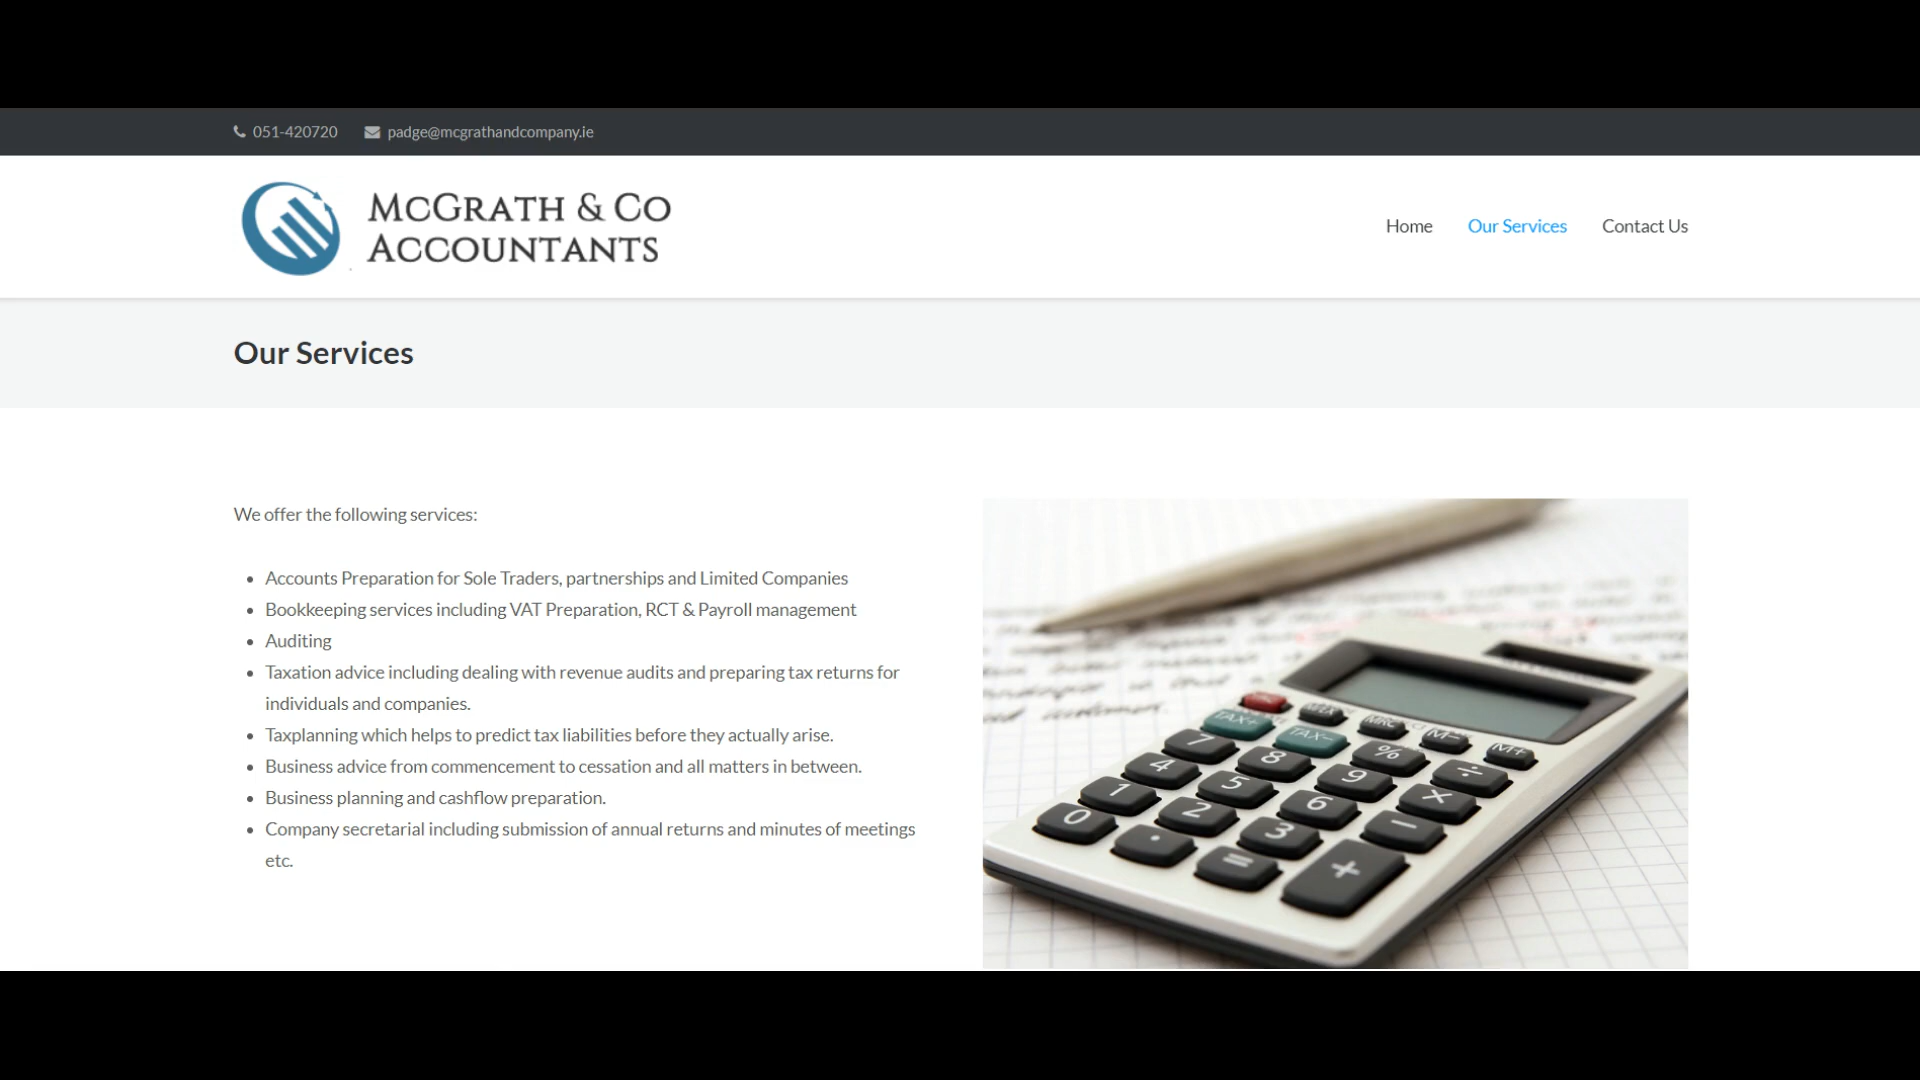 051-420720 padge@mcgrathandcompany.ie
McGrath & Co
Accountants
Home Our Services Contact Us
Our Services
We offer the following services:
Accounts Preparation for Sole Traders, partnerships and Limited Companies
Bookkeeping services including VAT Preparation, RCT & Payroll management
Auditing
Taxation advice including dealing with revenue audits and preparing tax returns for
individuals and companies.
Taxplanning which helps to predict tax liabilities before they actually arise.
Business advice from commencement to cessation and all matters in between.
Business planning and cashflow preparation.
Company secretarial including submission of annual returns and minutes of meetings
etc.
MRC M- M+
TAX+ TAX-
7 8 % ÷
4 5 9 ×
1 2 6 −
0 . 3
= +